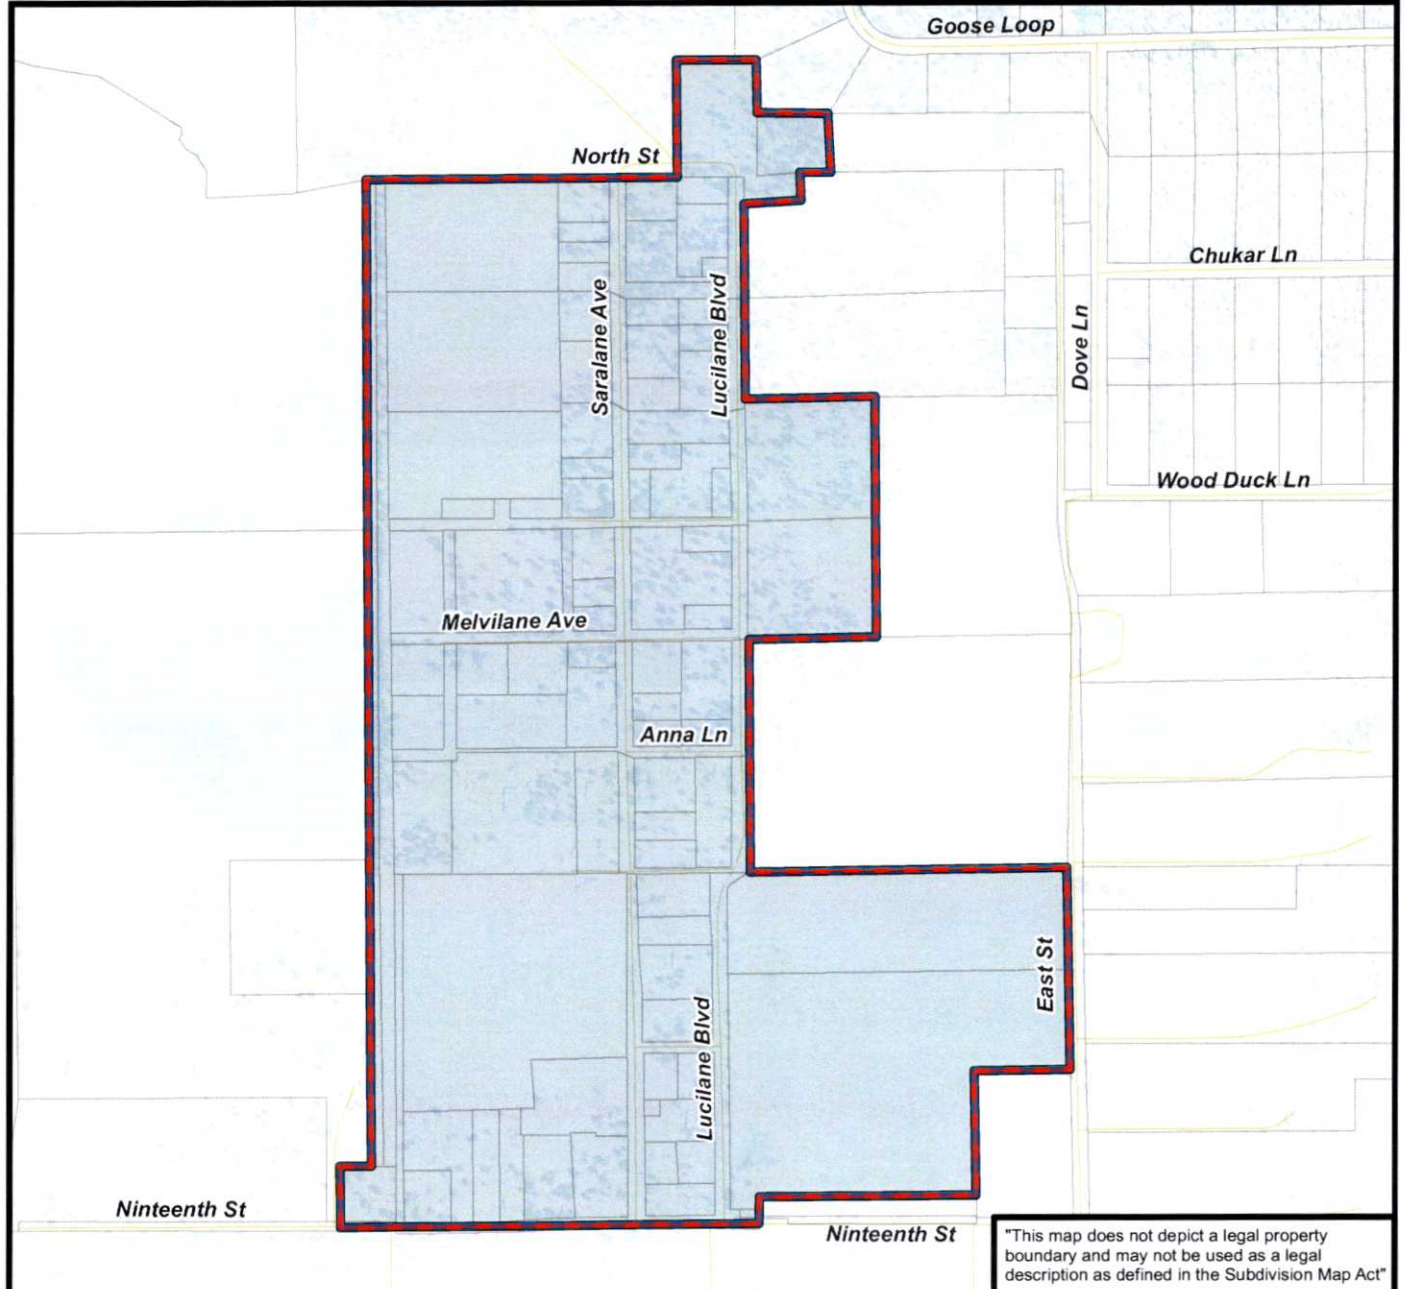 Goose Loop
North St
Chukar Ln
Saralane Ave
Lucilane Blvd
Dove Ln
Wood Duck Ln
Melvilane Ave
Anna Ln
East St
Lucilane Blvd
Ninteenth St
Ninteenth St
"This map does not depict a legal property
boundary and may not be used as a legal
description as defined in the Subdivision Map Act"